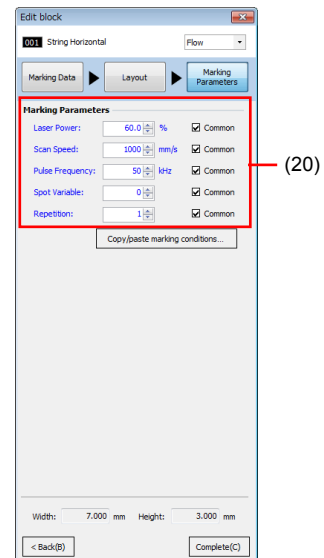 Edit block
001 String Horizontal Flow
Marking Data Layout Marking Parameters
Marking Parameters
Laser Power: 60.0 % Common
Scan Speed: 1000 mm/s Common
Pulse Frequency: 50 kHz Common
(20)
Spot Variable: 0 Common
Repetition: 1 Common
Copy/paste marking conditions...
Width: 7.000 mm Height: 3.000 mm
< Back(B) Complete(C)